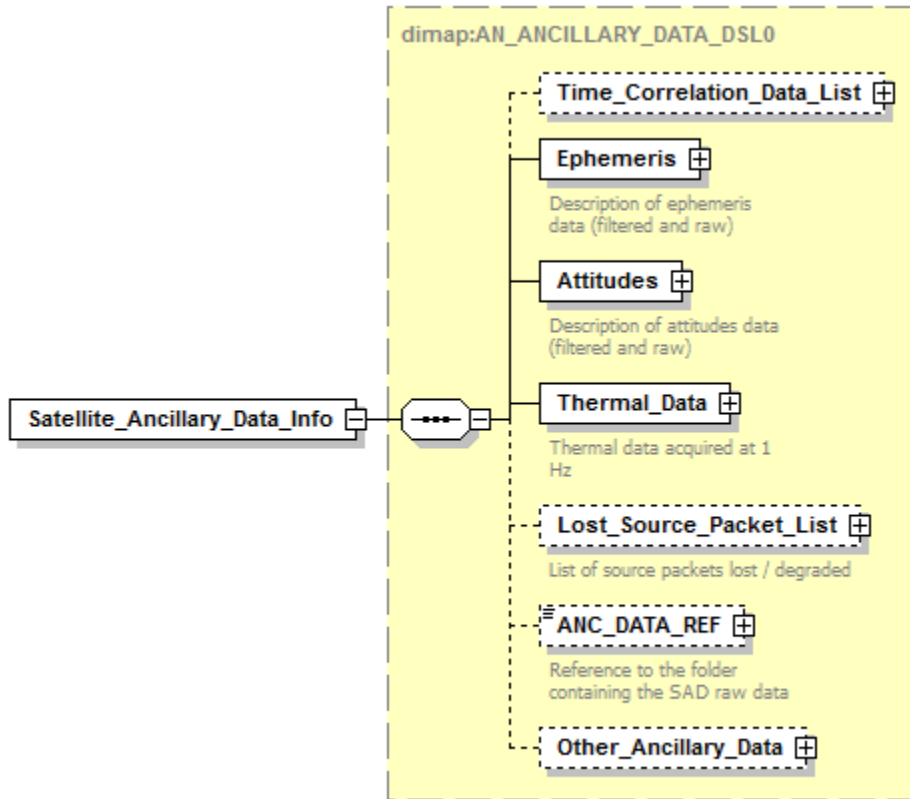 dimap:AN_ANCILLARY_DATA_DSL0
Time_Correlation_Data_List
Ephemeris
Description of ephemeris
data (filtered and raw)
Attitudes
Description of attitudes data
(filtered and raw)
Satellite_Ancillary_Data_Info
Thermal_Data
Thermal data acquired at 1
Hz
Lost_Source_Packet_List
List of source packets lost / degraded
ANC_DATA_REF
Reference to the folder
containing the SAD raw data
Other_Ancillary_Data